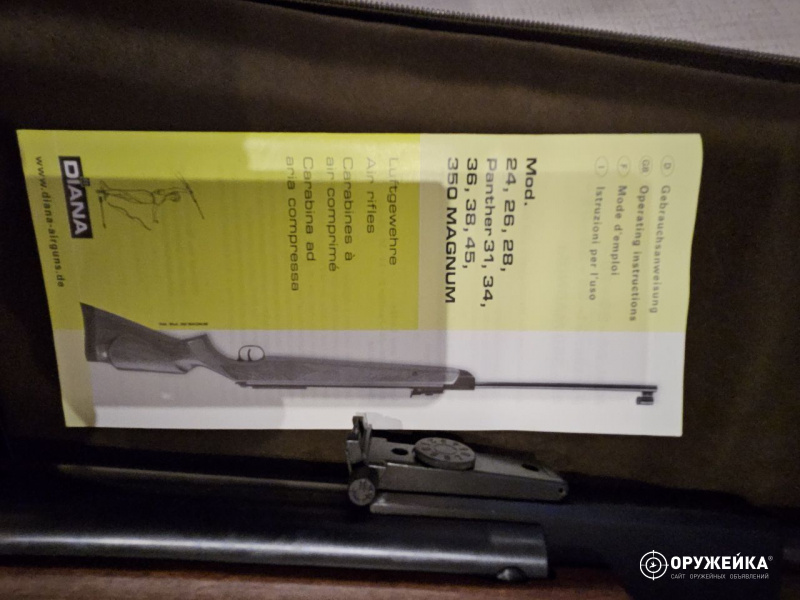 D Gebrauchsanweisung
GB Operating instructions
F Mode d'emploi
I Istruzioni per l'uso
Mod.
24, 26, 28,
Panther 31, 34,
36, 38, 45,
350 MAGNUM
Luftgewehre
Air rifles
Carabines à
air comprimé
Carabina ad
aria compressa
DIANA
www.diana-airguns.de
ОРУЖЕЙКА®
САЙТ ОРУЖЕЙНЫХ ОБЪЯВЛЕНИЙ